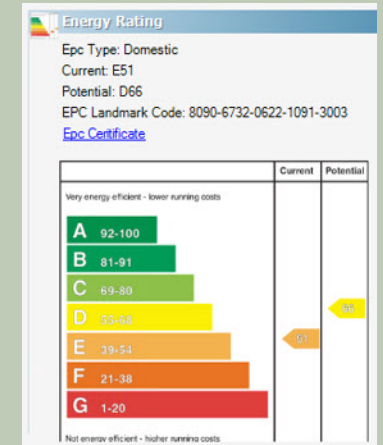 Energy Rating
Epc Type: Domestic
Current: E51
Potential: D66
EPC Landmark Code: 8090-6732-0622-1091-3003
Epc Certificate
Current Potential
Very energy efficient - lower running costs
A 92-100
B 81-91
C 69-80
D 55-68
66
E 39-54
51
F 21-38
G 1-20
Not energy efficient - higher running costs